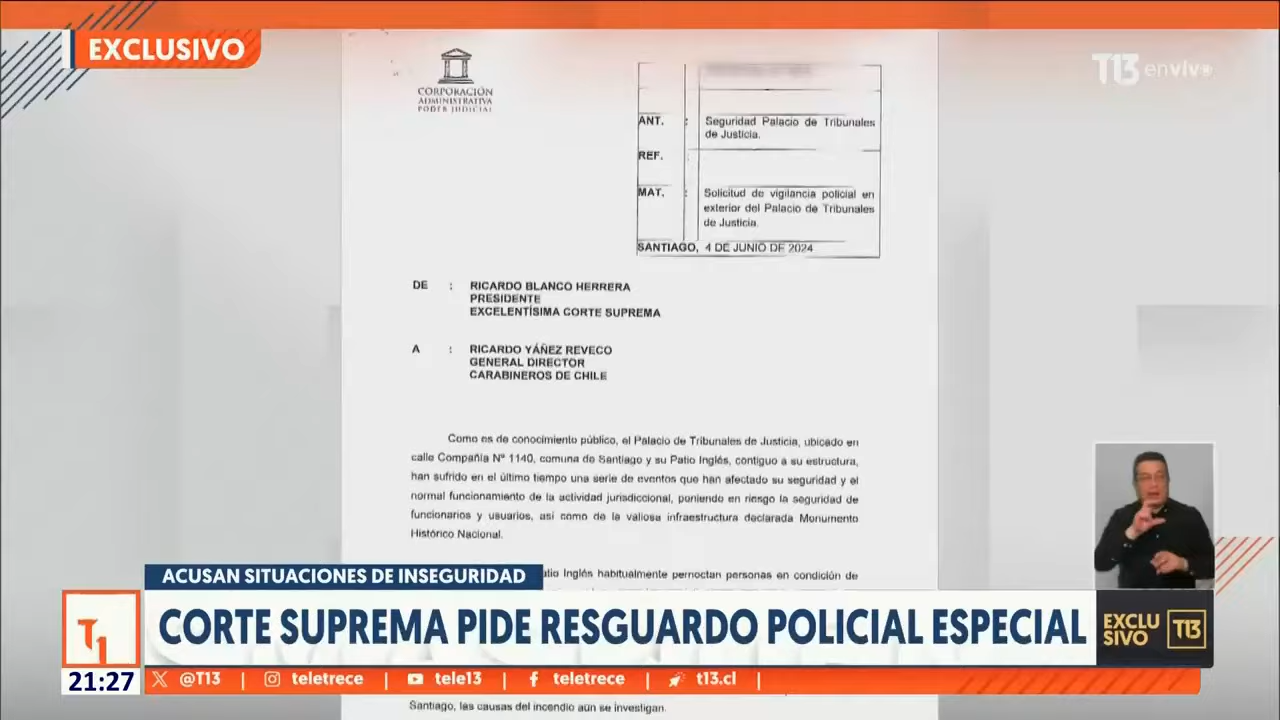 EXCLUSIVO
T13 en vivo
CORPORACIÓN
ADMINISTRATIVA
PODER JUDICIAL
ANT. : Seguridad Palacio de Tribunales
de Justicia.
REF. :
MAT. : Solicitud de vigilancia policial en
exterior del Palacio de Tribunales
de Justicia.
SANTIAGO, 4 DE JUNIO DE 2024
DE : RICARDO BLANCO HERRERA
PRESIDENTE
EXCELENTÍSIMA CORTE SUPREMA
A : RICARDO YÁÑEZ REVECO
GENERAL DIRECTOR
CARABINEROS DE CHILE
Como es de conocimiento público, el Palacio de Tribunales de Justicia, ubicado en
calle Compañía Nº 1140, comuna de Santiago y su Patio Inglés, contiguo a su estructura,
han sufrido en el último tiempo una serie de eventos que han afectado su seguridad y el
normal funcionamiento de la actividad jurisdiccional, poniendo en riesgo la seguridad de
funcionarios y usuarios, así como de la valiosa infraestructura declarada Monumento
Histórico Nacional.
Inglés habitualmente pernoctan personas en condición de
ACUSAN SITUACIONES DE INSEGURIDAD
CORTE SUPREMA PIDE RESGUARDO POLICIAL ESPECIAL
EXCLU
SIVO
T13
T1
21:27
@T13 | teletrece | tele13 | teletrece | t13.cl |
Santiago, las causas del incendio aún se investigan.